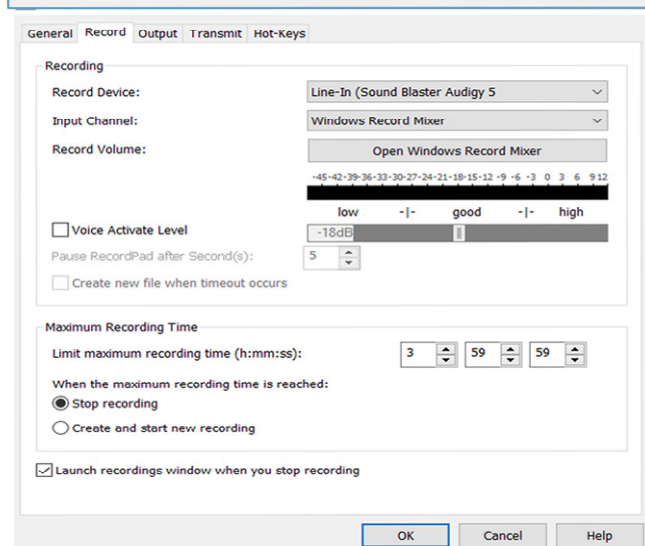 General Record Output Transmit Hot-Keys
Recording
Record Device: Line-In (Sound Blaster Audigy 5
Input Channel: Windows Record Mixer
Record Volume: Open Windows Record Mixer
-45-42-39-36-33-30-27-24-21-18-15-12 -9 -6 -3 0 3 6 9 12
low -|- good -|- high
Voice Activate Level -18dB
Pause RecordPad after Second(s): 5
Create new file when timeout occurs
Maximum Recording Time
Limit maximum recording time (h:mm:ss): 3 59 59
When the maximum recording time is reached:
Stop recording
Create and start new recording
Launch recordings window when you stop recording
OK Cancel Help